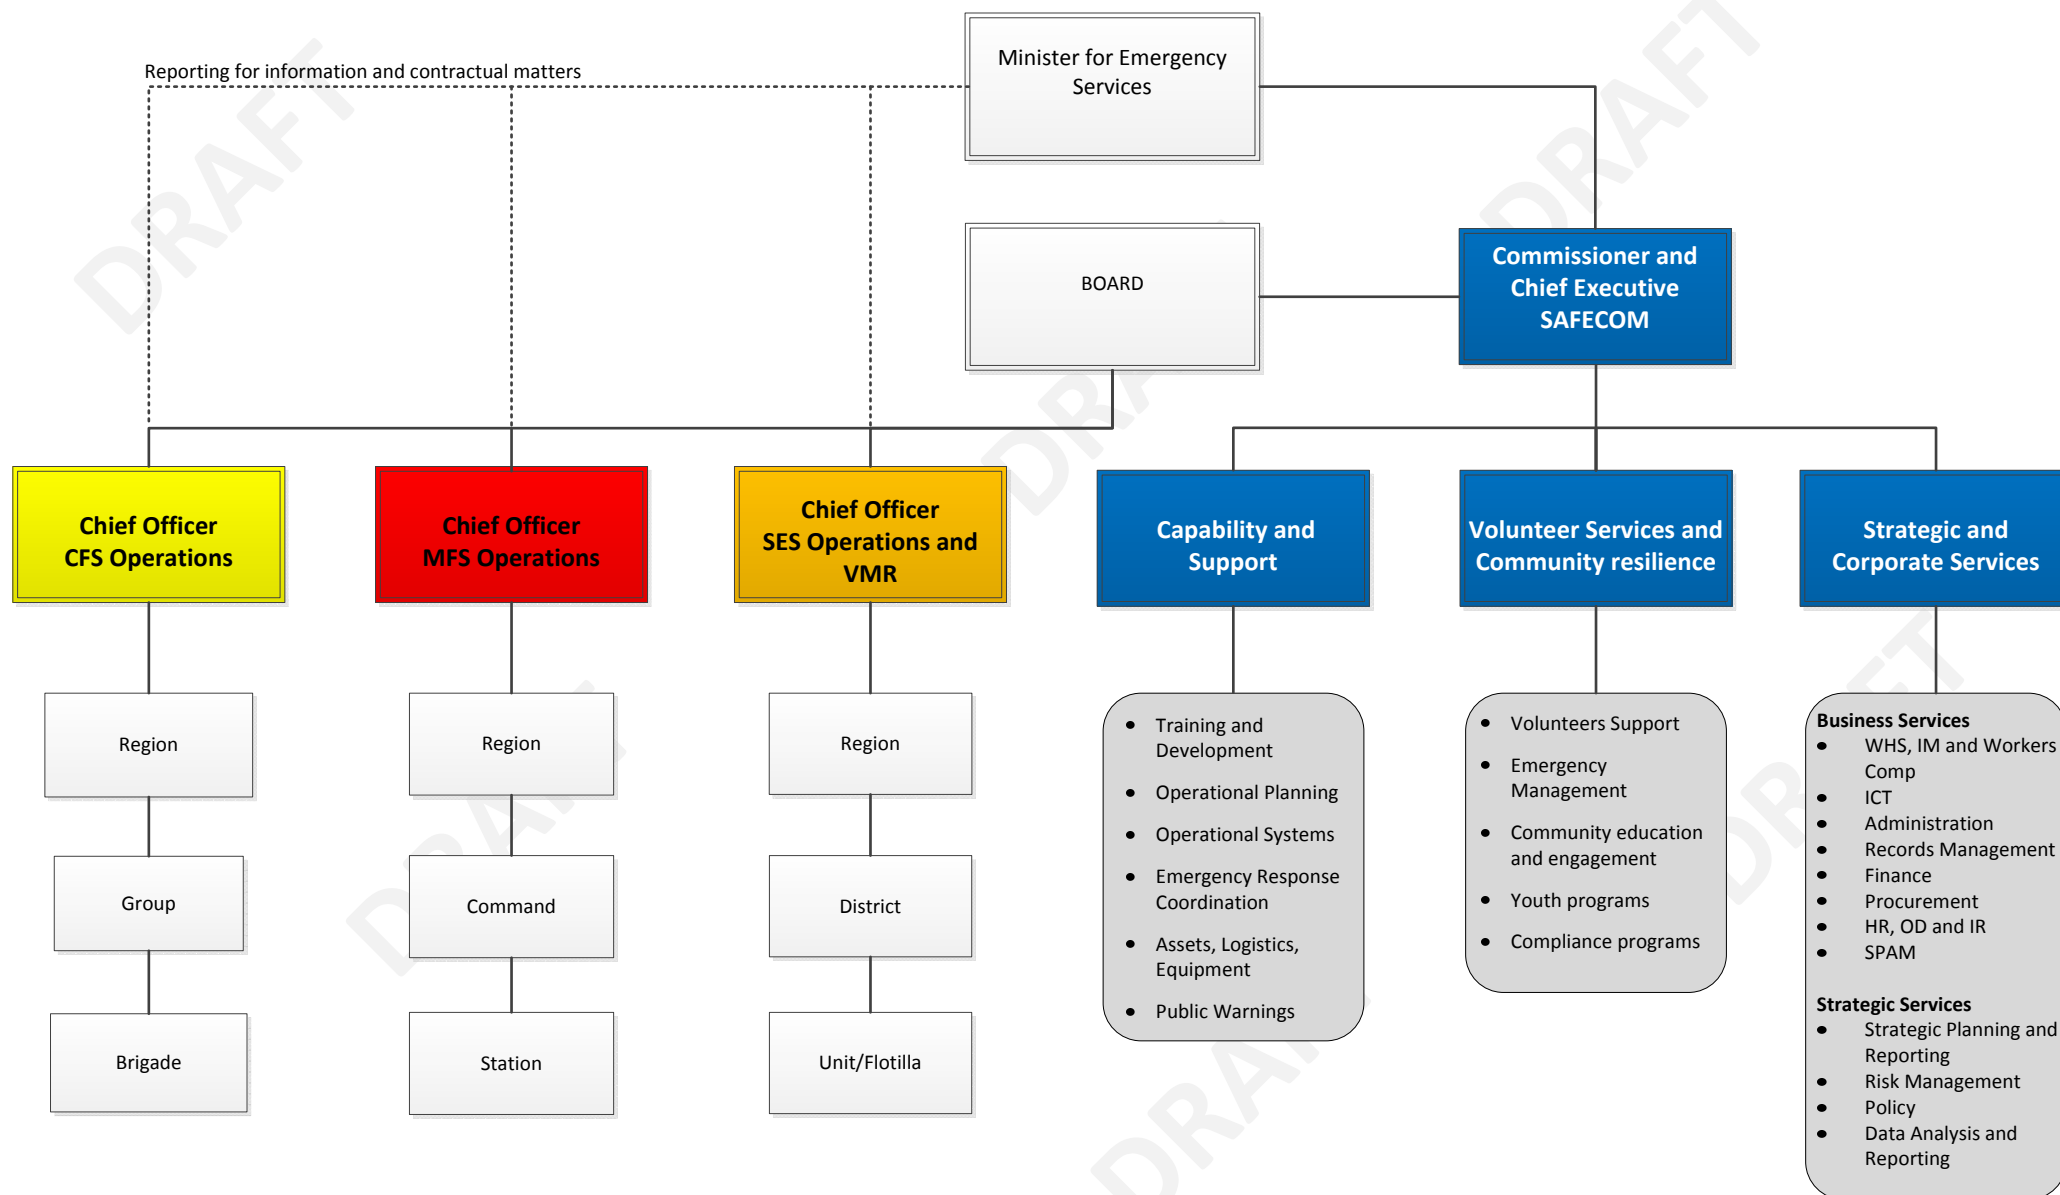 Reporting for information and contractual matters
Minister for Emergency
Services
BOARD
Commissioner and
Chief Executive
SAFECOM
Chief Officer
CFS Operations
Chief Officer
MFS Operations
Chief Officer
SES Operations and
VMR
Capability and
Support
Volunteer Services and
Community resilience
Strategic and
Corporate Services
Region
Group
Brigade
Region
Command
Station
Region
District
Unit/Flotilla
• Training and
Development
• Operational Planning
• Operational Systems
• Emergency Response
Coordination
• Assets, Logistics,
Equipment
• Public Warnings
• Volunteers Support
• Emergency
Management
• Community education
and engagement
• Youth programs
• Compliance programs
Business Services
• WHS, IM and Workers
Comp
• ICT
• Administration
• Records Management
• Finance
• Procurement
• HR, OD and IR
• SPAM
Strategic Services
• Strategic Planning and
Reporting
• Risk Management
• Policy
• Data Analysis and
Reporting
DRAFT
DRAFT
DRAFT
DRAFT
DRAFT
DRAFT